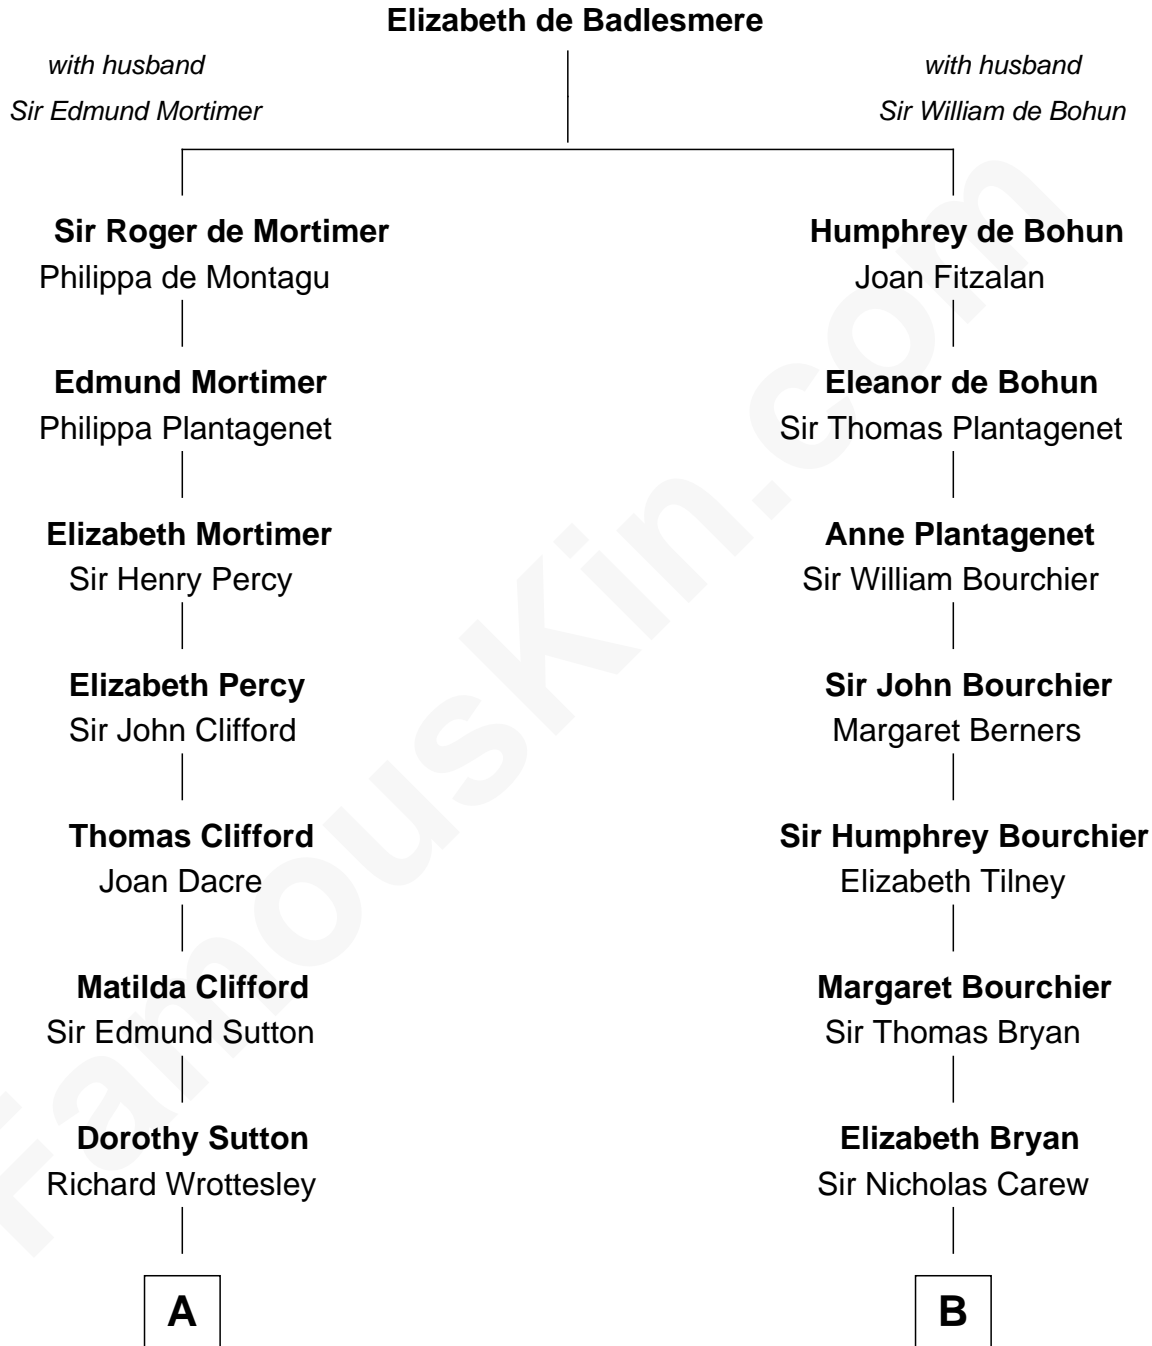 Elizabeth de Badlesmere
with husband
Sir Edmund Mortimer
with husband
Sir William de Bohun
Sir Roger de Mortimer
Philippa de Montagu
Humphrey de Bohun
Joan Fitzalan
Edmund Mortimer
Philippa Plantagenet
Eleanor de Bohun
Sir Thomas Plantagenet
Elizabeth Mortimer
Sir Henry Percy
Anne Plantagenet
Sir William Bourchier
Elizabeth Percy
Sir John Clifford
Sir John Bourchier
Margaret Berners
Thomas Clifford
Joan Dacre
Sir Humphrey Bourchier
Elizabeth Tilney
Matilda Clifford
Sir Edmund Sutton
Margaret Bourchier
Sir Thomas Bryan
Dorothy Sutton
Richard Wrottesley
Elizabeth Bryan
Sir Nicholas Carew
A
B
FamousKin.com